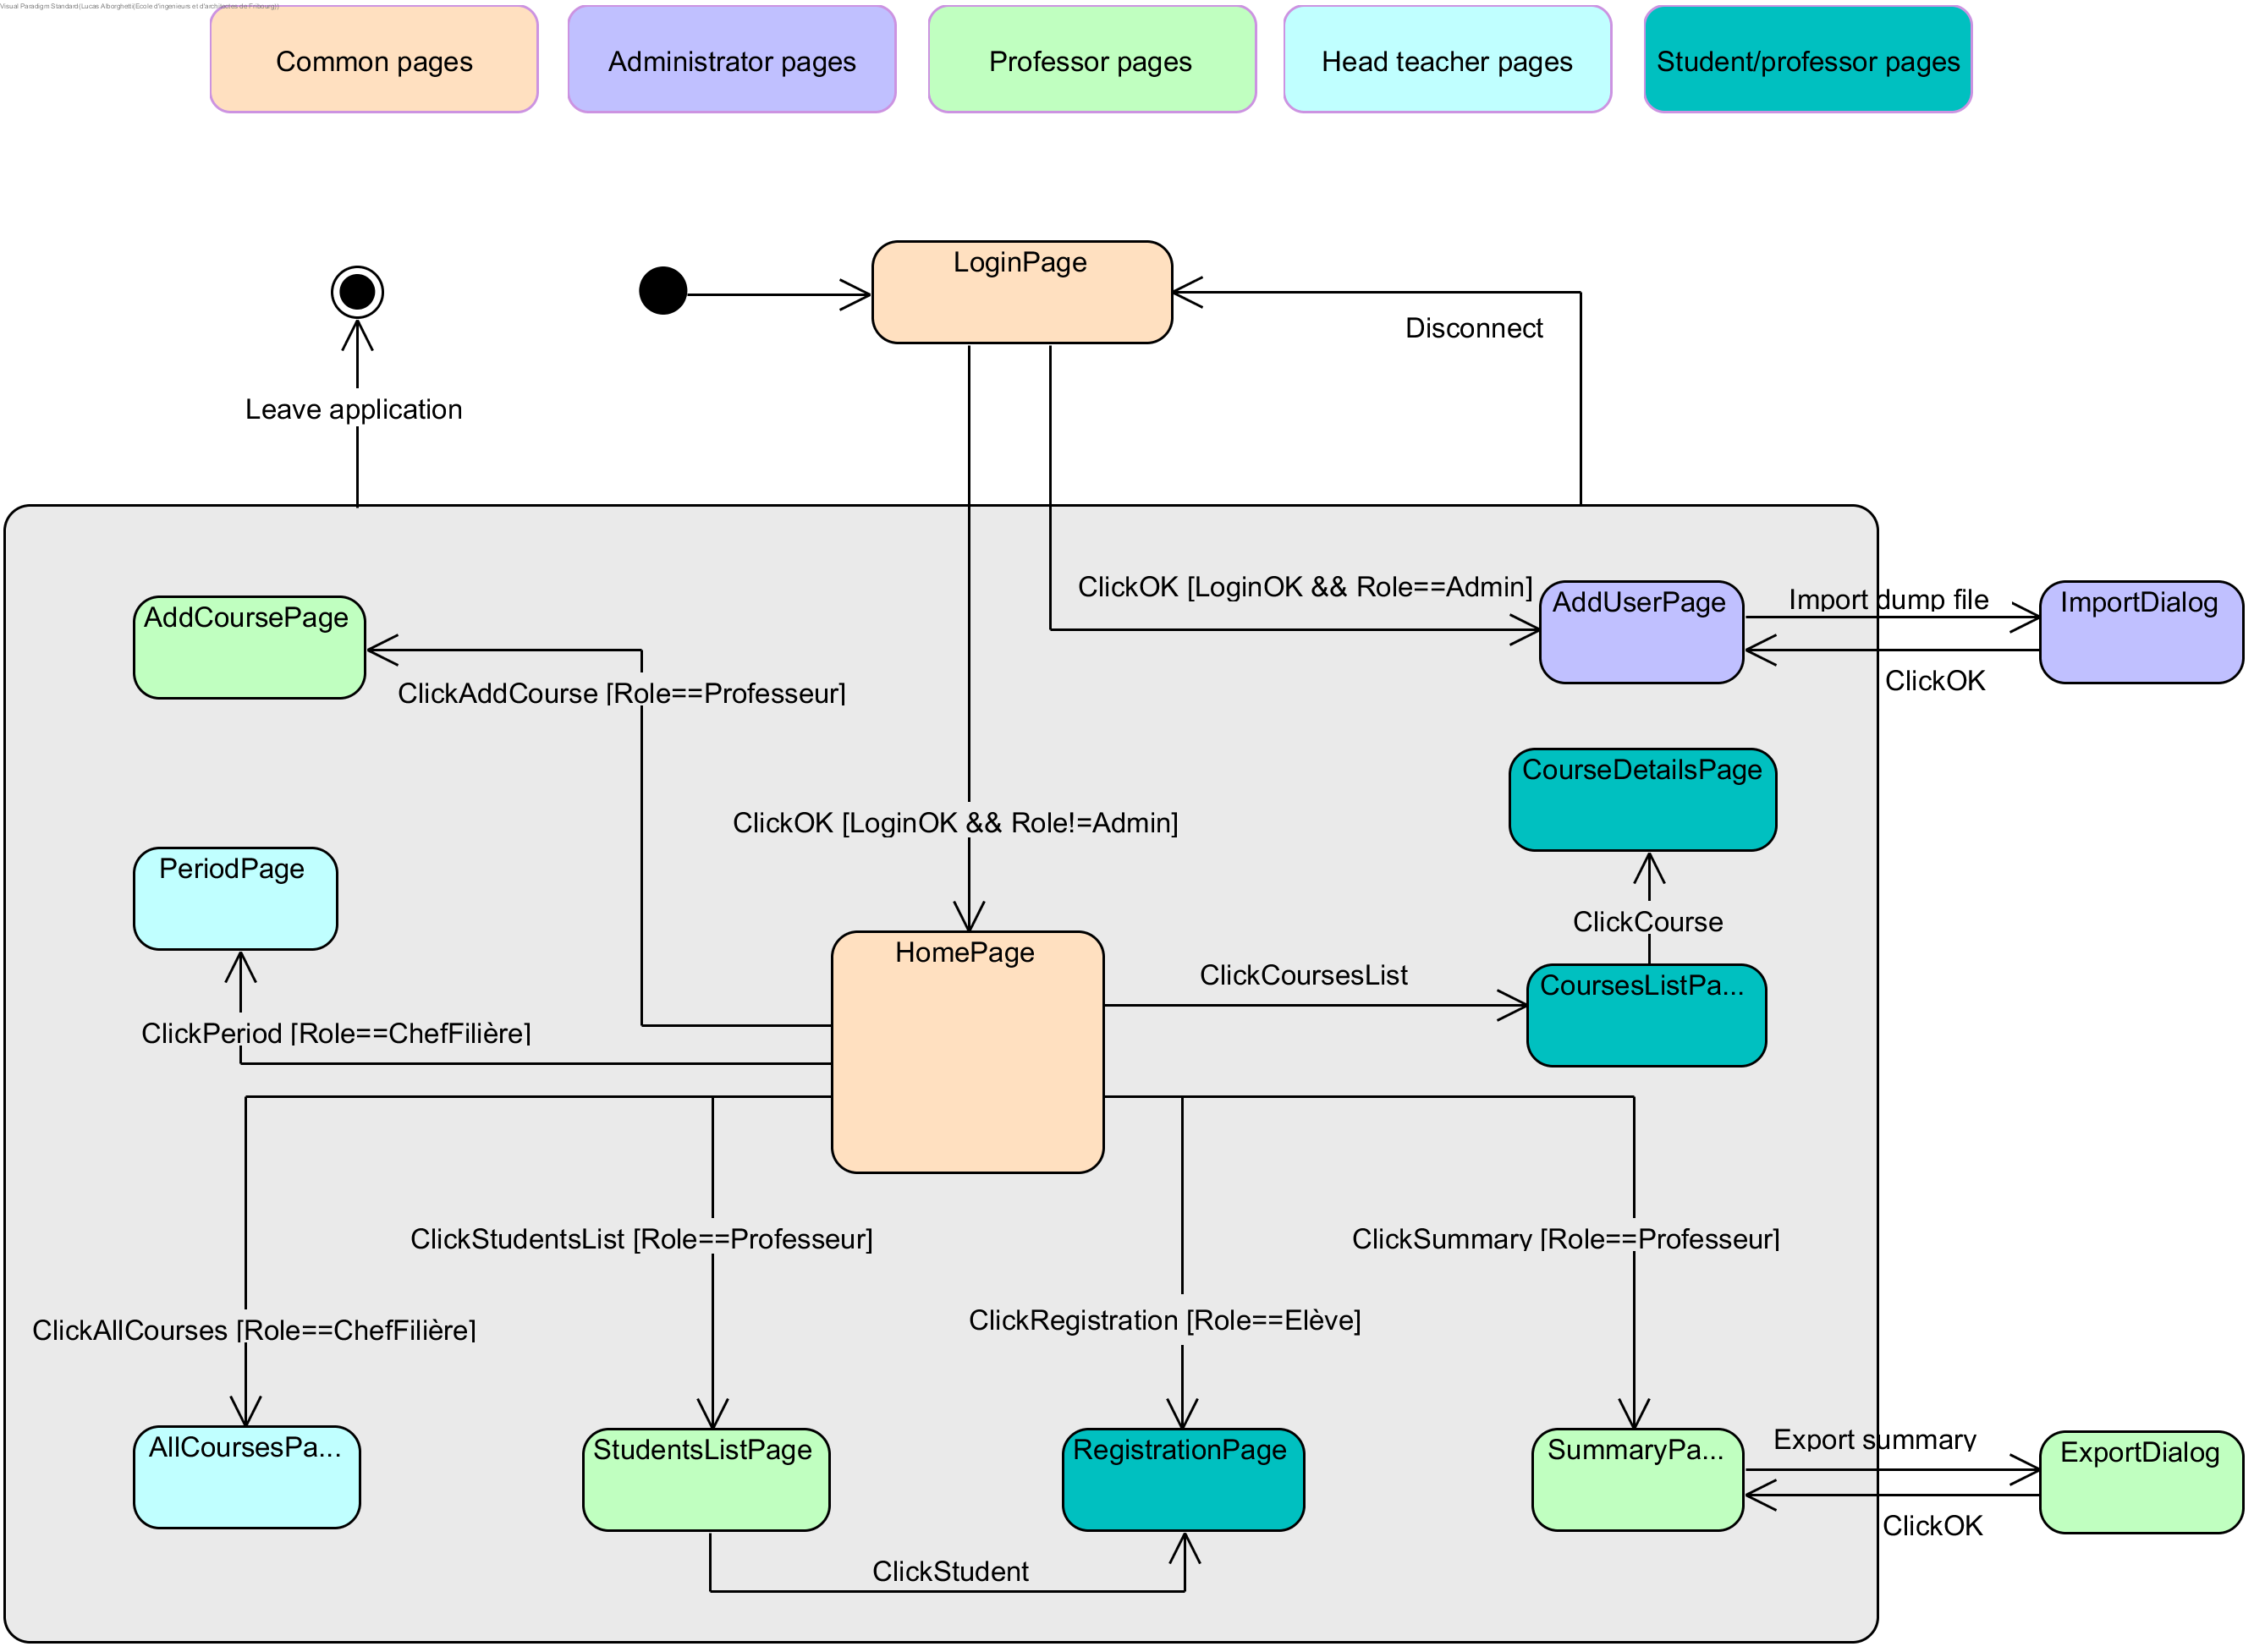 Visual Paradigm Standard(Lucas Alborghetti(Ecole d'ingenieurs et d'architectes de Fribourg))
Common pages
Administrator pages
Professor pages
Head teacher pages
Student/professor pages
LoginPage
Disconnect
Leave application
ClickOK [LoginOK && Role==Admin]
AddUserPage
Import dump file
ImportDialog
ClickOK
AddCoursePage
ClickAddCourse [Role==Professeur]
CourseDetailsPage
ClickOK [LoginOK && Role!=Admin]
PeriodPage
ClickCourse
HomePage
ClickCoursesList
CoursesListPa...
ClickPeriod [Role==ChefFilière]
ClickStudentsList [Role==Professeur]
ClickSummary [Role==Professeur]
ClickRegistration [Role==Elève]
ClickAllCourses [Role==ChefFilière]
AllCoursesPa...
StudentsListPage
RegistrationPage
SummaryPa...
Export summary
ExportDialog
ClickOK
ClickStudent